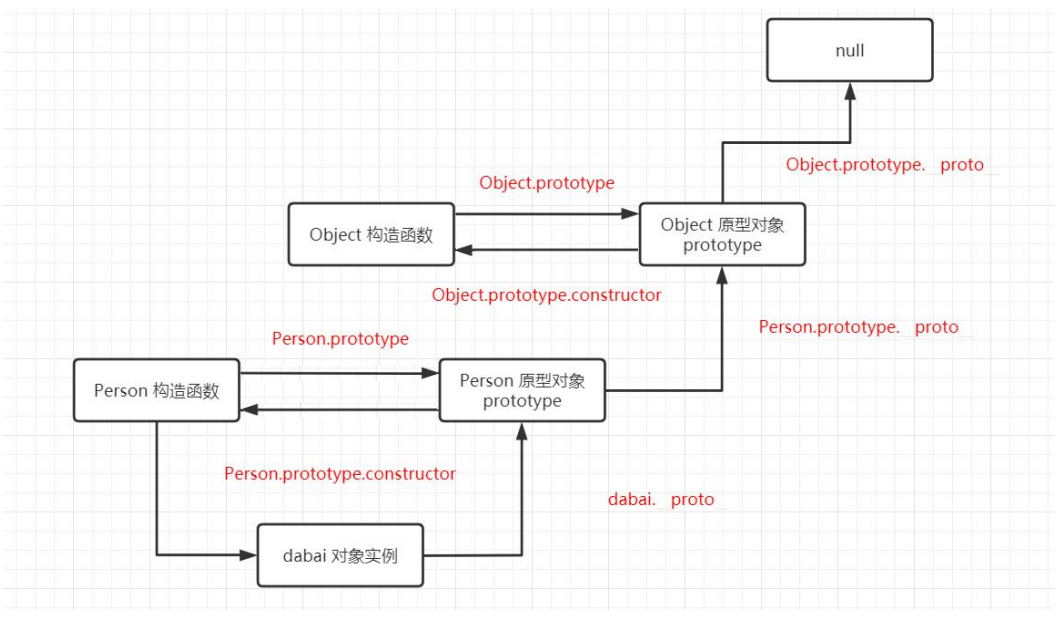 null
Object.prototype.__proto__
Object.prototype
Object 构造函数
Object 原型对象
prototype
Object.prototype.constructor
Person.prototype.__proto__
Person.prototype
Person 构造函数
Person 原型对象
prototype
Person.prototype.constructor
dabai.__proto__
dabai 对象实例